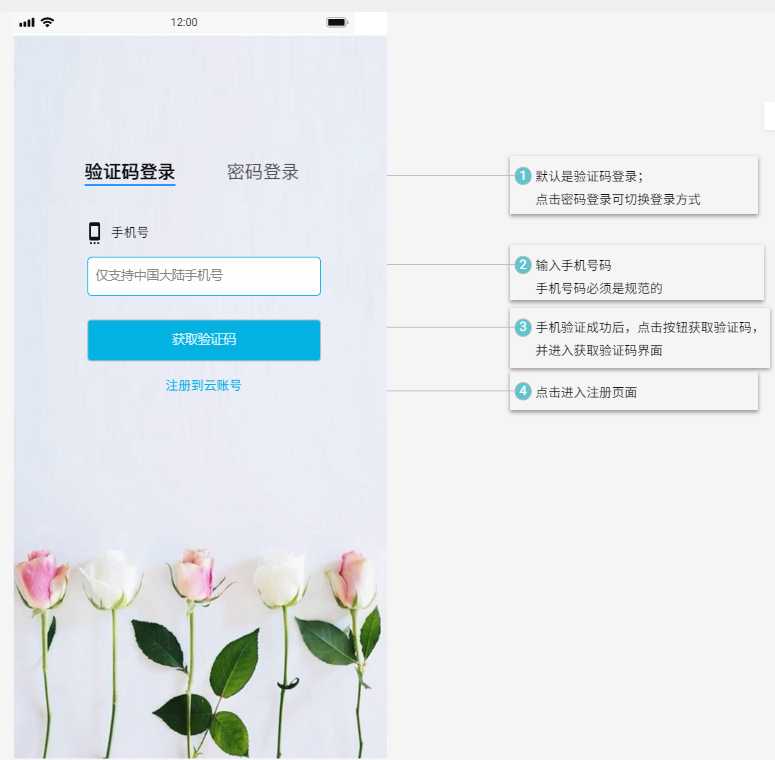 12:00
验证码登录 密码登录
手机号
仅支持中国大陆手机号
获取验证码
注册到云账号
1 默认是验证码登录；
点击密码登录可切换登录方式
2 输入手机号码
手机号码必须是规范的
3 手机验证成功后，点击按钮获取验证码，
并进入获取验证码界面
4 点击进入注册页面